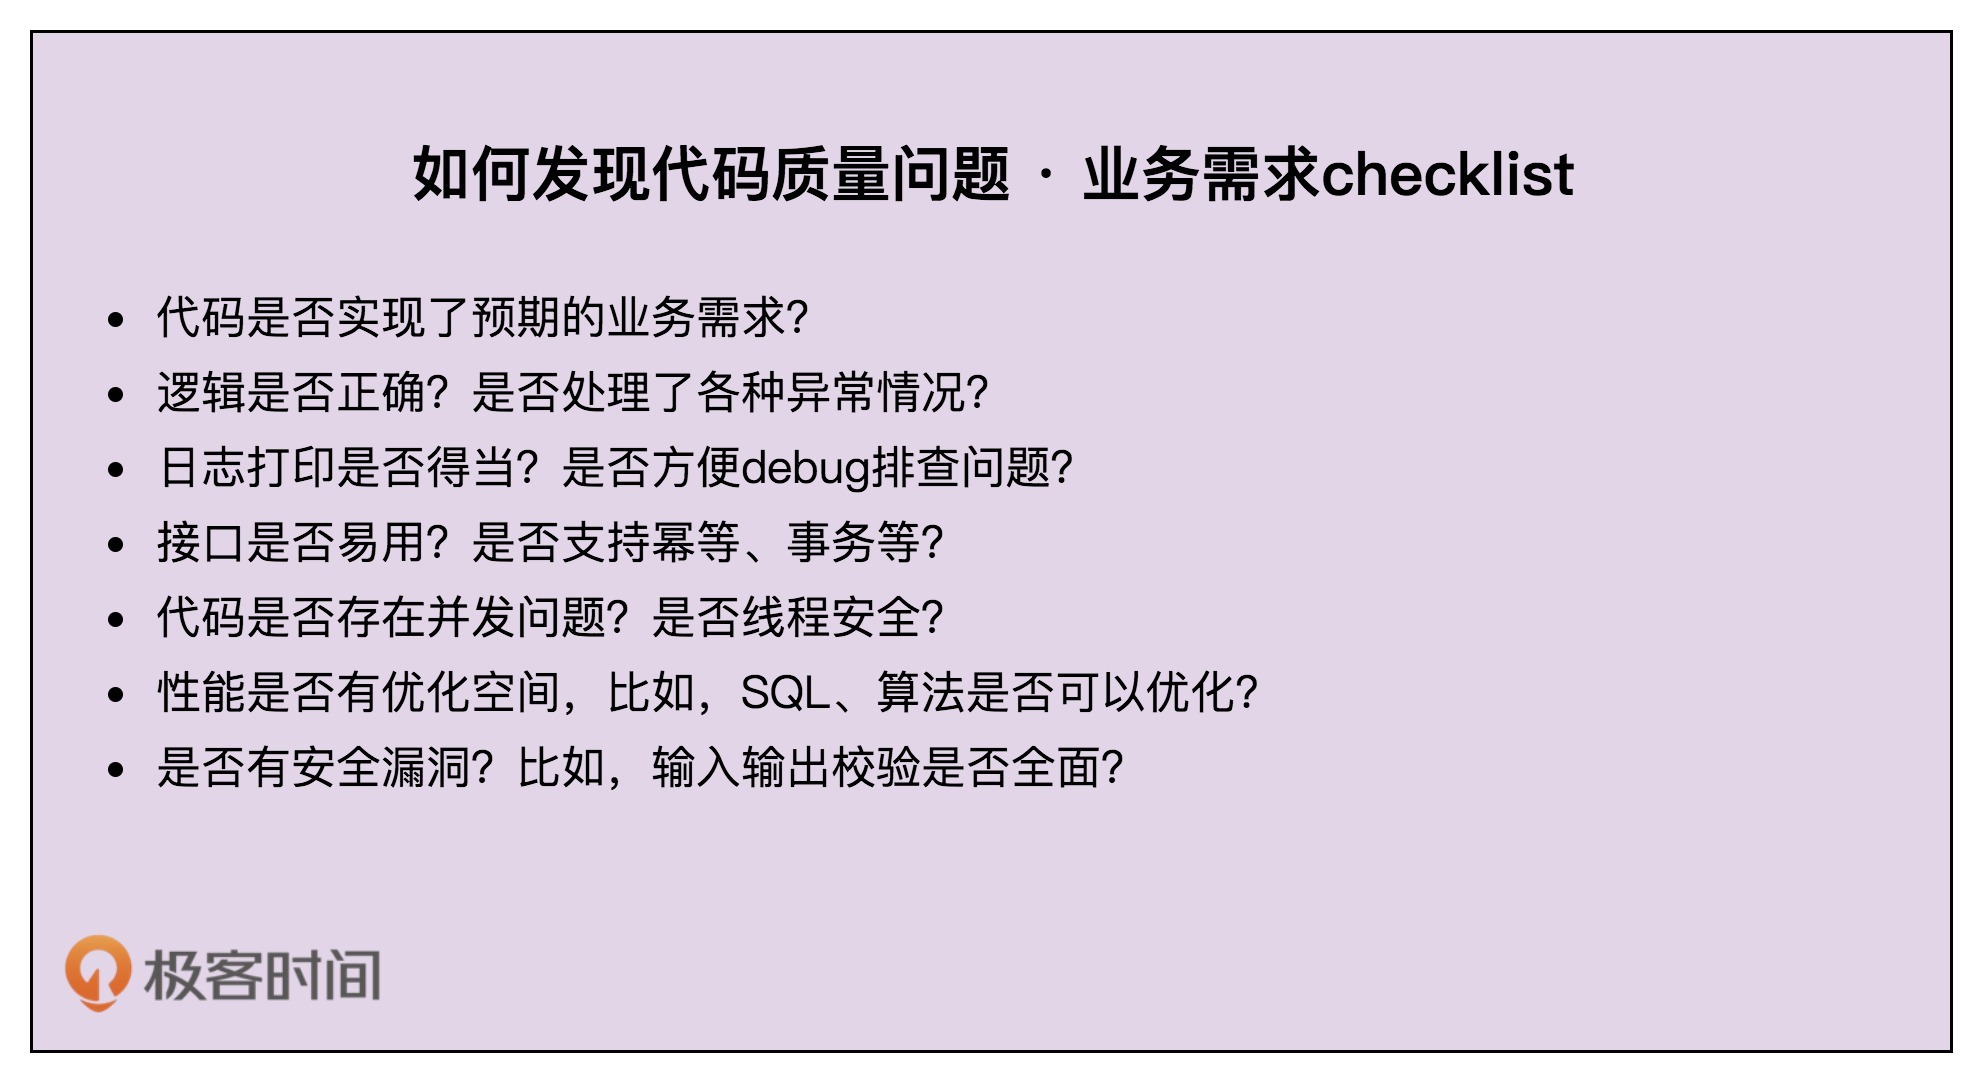 如何发现代码质量问题 · 业务需求checklist
• 代码是否实现了预期的业务需求？
• 逻辑是否正确？是否处理了各种异常情况？
• 日志打印是否得当？是否方便debug排查问题？
• 接口是否易用？是否支持幂等、事务等？
• 代码是否存在并发问题？是否线程安全？
• 性能是否有优化空间，比如，SQL、算法是否可以优化？
• 是否有安全漏洞？比如，输入输出校验是否全面？
极客时间